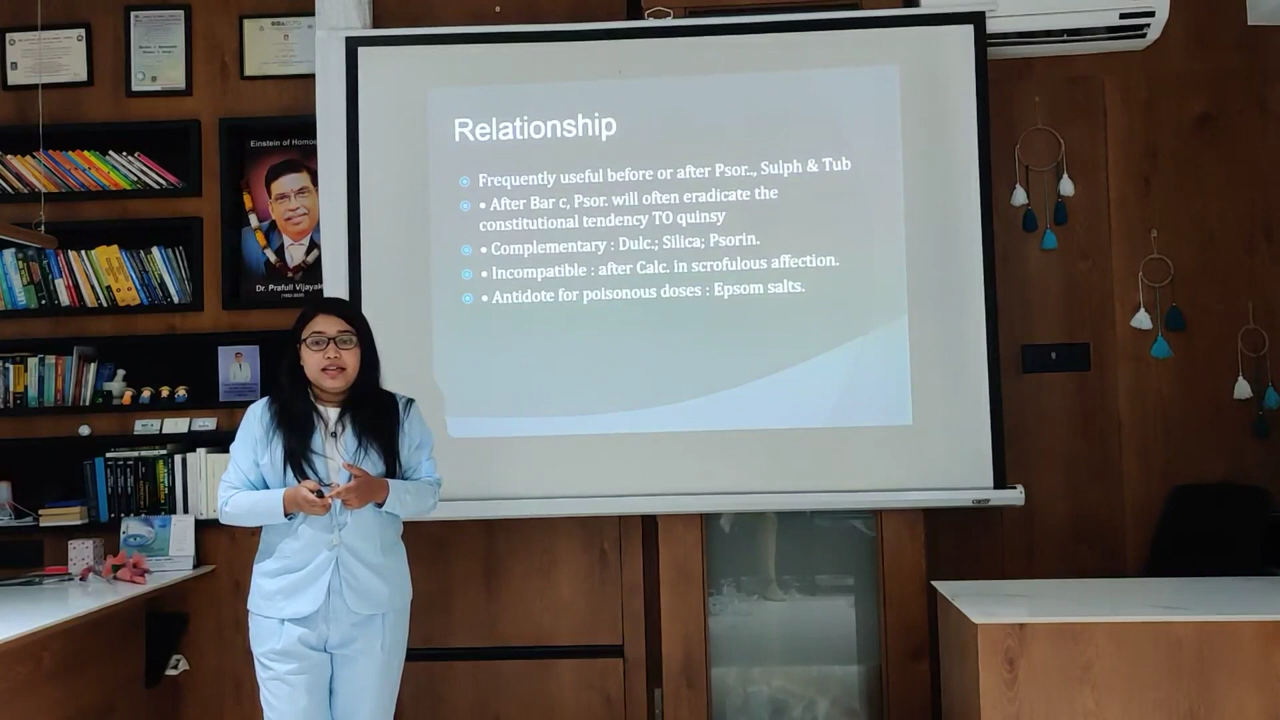 Einstein of Homoe
Dr. Prafull Vijayak
Relationship
Frequently useful before or after Psor.., Sulph & Tub
• After Bar c, Psor. will often eradicate the
constitutional tendency TO quinsy
• Complementary : Dulc.; Silica; Psorin.
• Incompatible : after Calc. in scrofulous affection.
• Antidote for poisonous doses : Epsom salts.